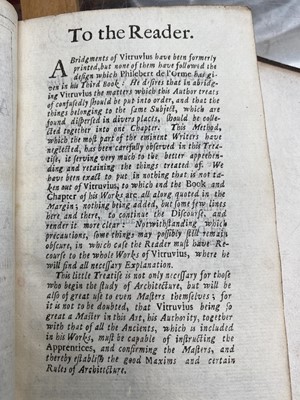 To the Reader.
ABridgments of Vitruvius have been formerly
printed, but none of them have followed the
design which Philebert de l'Orme has gi-
ven in his Third Book: He desires that in abridg-
ing Vitruvius the matters which this Author treats
of confusedly should be put into order, and that the
things belonging to the same Subject, which are
found dispersed in divers places, should be co-
lected together into one Chapter. This Method,
which the most part of the eminent Writers have
neglected, has been carefully observed in this Trea-
tise, it serving very much to the better apprehen-
ding and retaining the things treated of. We
have been exact to put in nothing that is not ta-
ken out of Vitruvius, to which end the Book and
Chapter of his Works are all along quoted in the
Margin; nothing being added, but some few lines
here and there, to continue the Discourse, and
render it more clear: Notwithstanding which
precautions, some things may possibly still remain
obscure, in which case the Reader must have Re-
course to the whole Works of Vitruvius, where he
will find all necessary Explanation.
This little Treatise is not only necessary for those
who begin the study of Architecture, but will be
also of great use to even Masters themselves; for
it is not to be doubted, that Vitruvius being so
great a Master in this Art, his Authority, together
with that of all the Ancients, which is included
in his Works, must be capable of instructing the
Apprentices, and confirming the Masters, and
thereby establish the good Maxims and certain
Rules of Architecture.